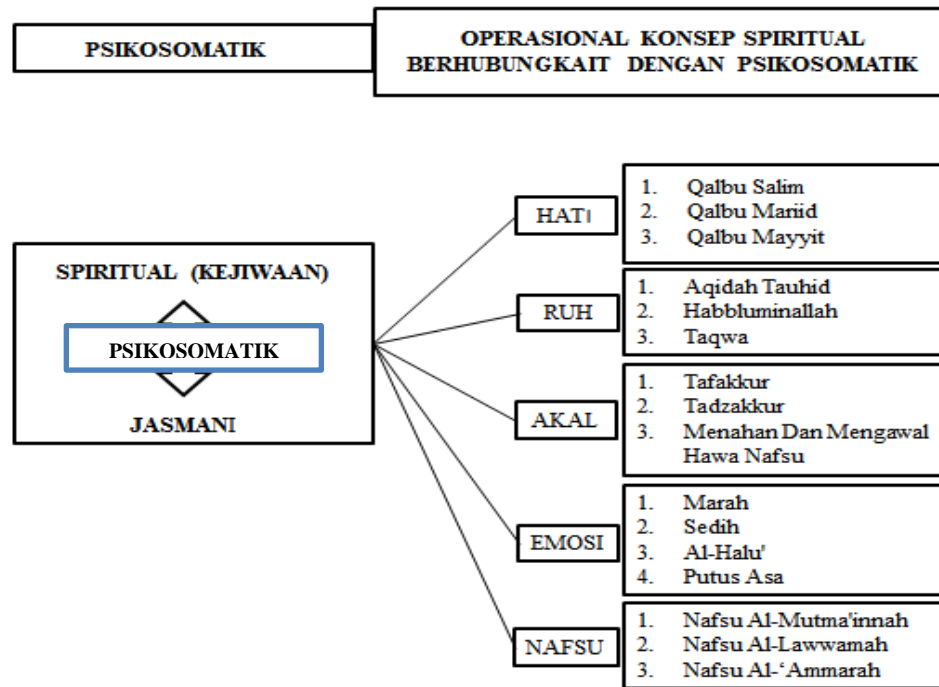 PSIKOSOMATIK
OPERASIONAL KONSEP SPIRITUAL
BERHUBUNGKAIT DENGAN PSIKOSOMATIK
SPIRITUAL (KEJIWAAN)
PSIKOSOMATIK
JASMANI
HATI
1. Qalbu Salim
2. Qalbu Mariid
3. Qalbu Mayyit
RUH
1. Aqidah Tauhid
2. Habbluminallah
3. Taqwa
AKAL
1. Tafakkur
2. Tadzakkur
3. Menahan Dan Mengawal
Hawa Nafsu
EMOSI
1. Marah
2. Sedih
3. Al-Halu'
4. Putus Asa
NAFSU
1. Nafsu Al-Mutma'innah
2. Nafsu Al-Lawwamah
3. Nafsu Al-‘Ammarah